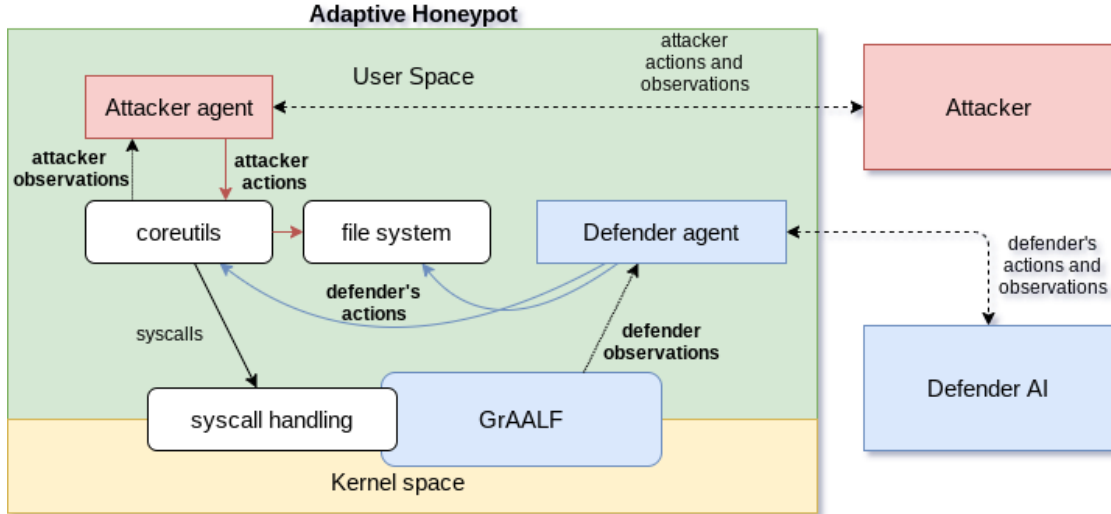 Adaptive Honeypot
User Space
attacker
actions and
observations
Attacker agent
Attacker
attacker
observations
attacker
actions
coreutils
file system
Defender agent
defender's
actions
defender's
actions and
observations
syscalls
defender
observations
syscall handling
GrAALF
Defender AI
Kernel space